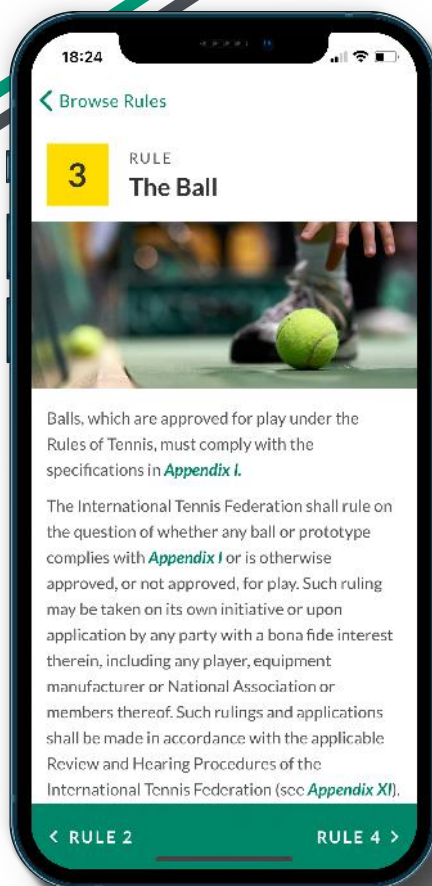 18:24
Browse Rules
3
RULE
The Ball
Balls, which are approved for play under the
Rules of Tennis, must comply with the
specifications in Appendix I.
The International Tennis Federation shall rule on
the question of whether any ball or prototype
complies with Appendix I or is otherwise
approved, or not approved, for play. Such ruling
may be taken on its own initiative or upon
application by any party with a bona fide interest
therein, including any player, equipment
manufacturer or National Association or
members thereof. Such rulings and applications
shall be made in accordance with the applicable
Review and Hearing Procedures of the
International Tennis Federation (see Appendix XI).
< RULE 2
RULE 4 >